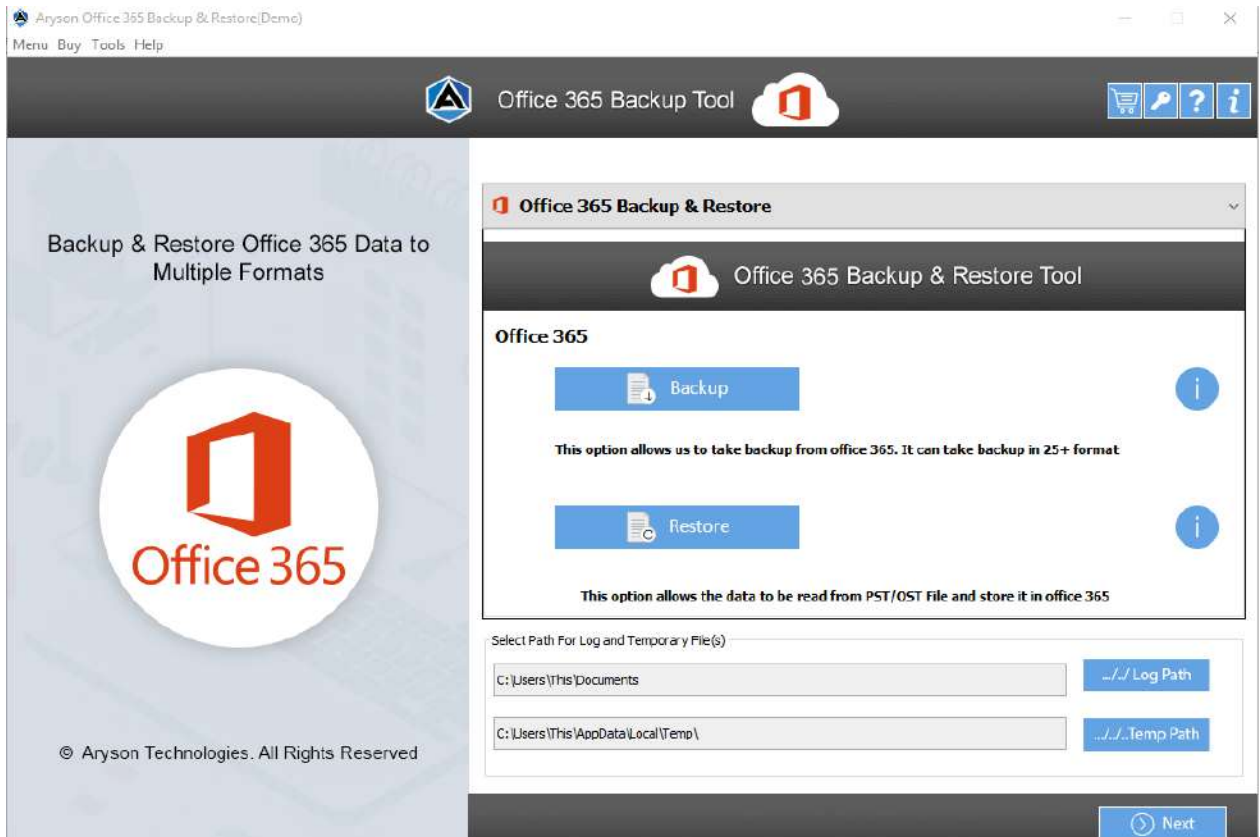 Aryson Office 365 Backup & Restore(Demo)
Menu Buy Tools Help
Office 365 Backup Tool
Backup & Restore Office 365 Data to
Multiple Formats
Office 365
© Aryson Technologies. All Rights Reserved
Office 365 Backup & Restore
Office 365 Backup & Restore Tool
Office 365
Backup
This option allows us to take backup from office 365. It can take backup in 25+ format
Restore
This option allows the data to be read from PST/OST File and store it in office 365
Select Path For Log and Temporary File(s)
C:\Users\This\Documents
.../../ Log Path
C:\Users\This\AppData\Local\Temp\
.../../..Temp Path
Next